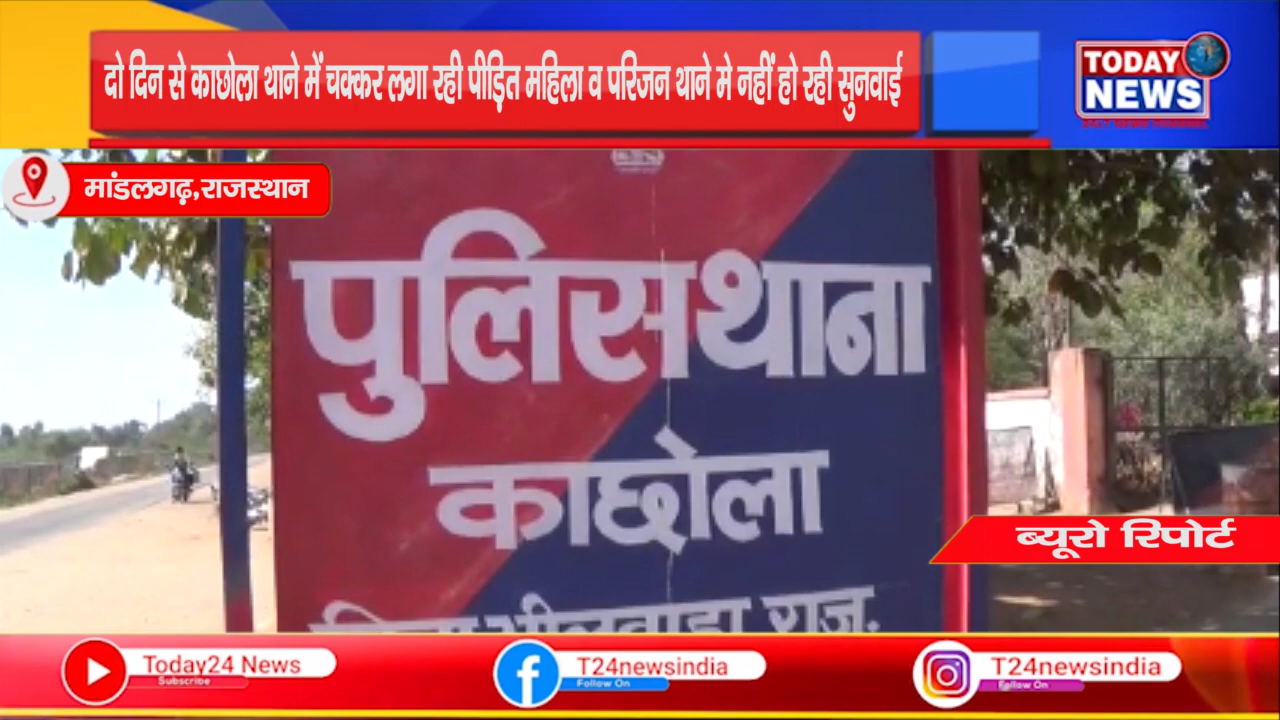 दो दिन से काछोला थाने में चक्कर लगा रही पीड़ित महिला व परिजन थाने मे नहीं हो रही सुनवाई
TODAY
NEWS
मांडलगढ़,राजस्थान
पुलिस थाना
काछोला
जिला भीलवाड़ा राज.
ब्यूरो रिपोर्ट
Today24 News
Subscribe
T24newsindia
Follow On
T24newsindia
Follow On